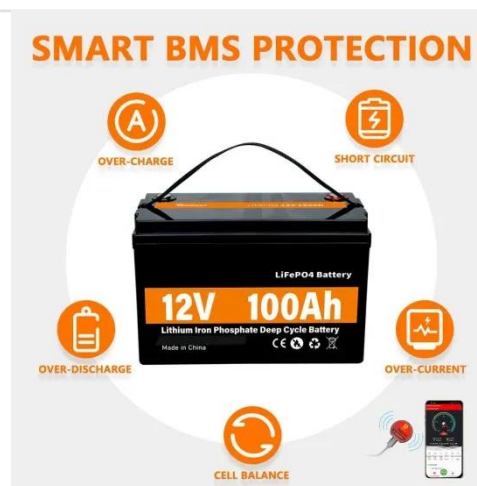 SMART BMS PROTECTION
OVER-CHARGE
SHORT CIRCUIT
LiFePO4 Battery
12V 100Ah
Lithium Iron Phosphate Deep Cycle Battery
Made in China
CE
OVER-DISCHARGE
OVER-CURRENT
CELL BALANCE